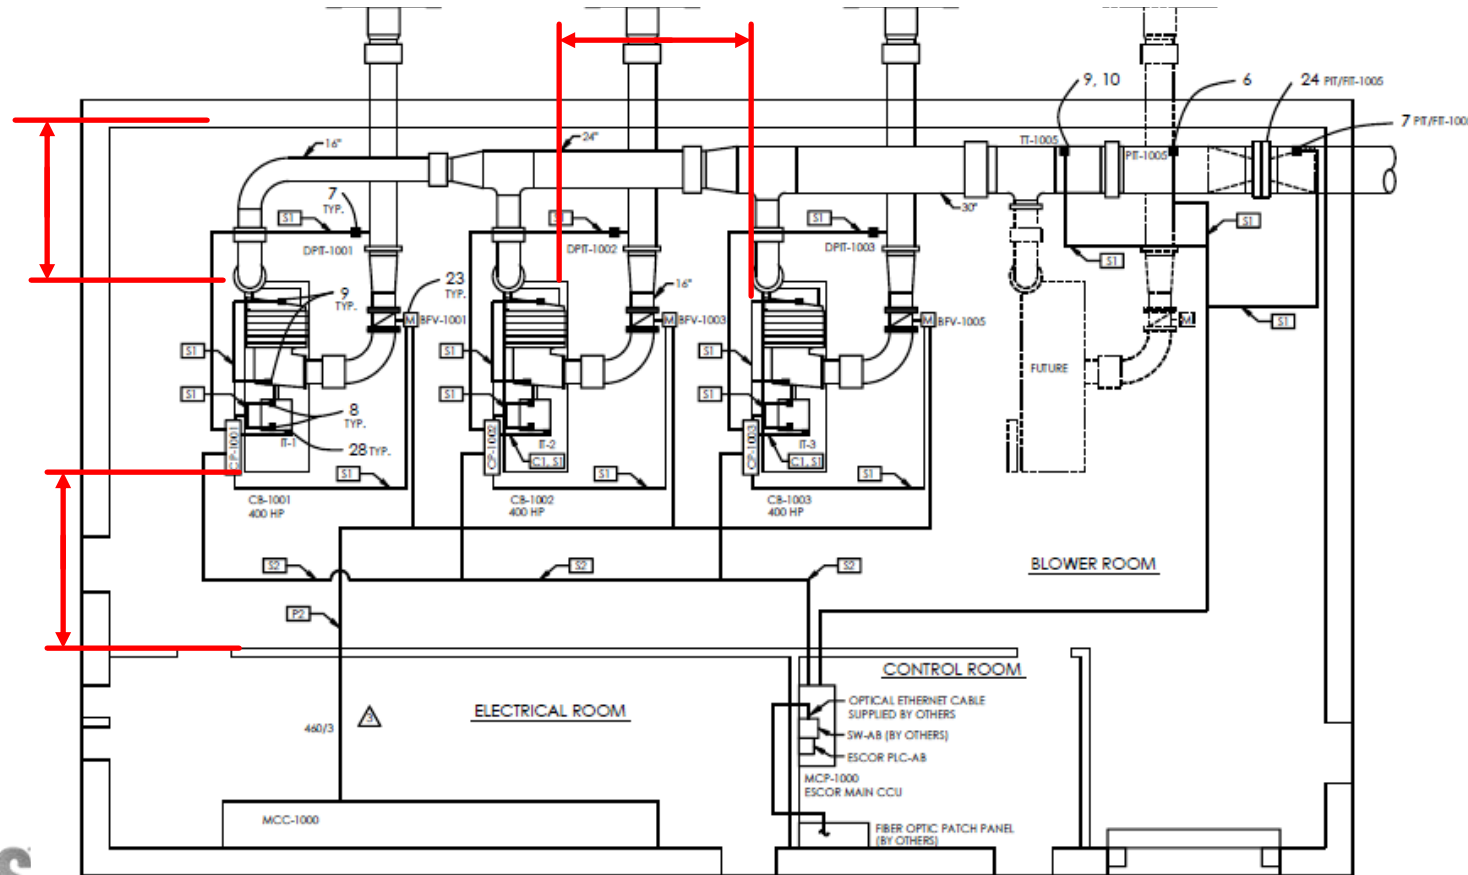 9, 10
6
24 PIT/FIT-1005
7 PIT/FIT-100
16"
24"
TT-1005
PIT-1005
7
TYP.
S1
S1
S1
S1
30"
DPIT-1001
DPIT-1002
DPIT-1003
S1
23
TYP.
16"
9
TYP.
M BFV-1001
M BFV-1003
M BFV-1005
M
S1
S1
S1
S1
FUTURE
S1
S1
S1
8
TYP.
CP-1001
CP-1002
CP-1003
IT-1
IT-2
IT-3
28 TYP.
C1, S1
C1, S1
S1
S1
S1
CB-1001
400 HP
CB-1002
400 HP
CB-1003
400 HP
S2
S2
S2
BLOWER ROOM
P2
CONTROL ROOM
ELECTRICAL ROOM
3
460/3
OPTICAL ETHERNET CABLE
SUPPLIED BY OTHERS
SW-AB (BY OTHERS)
ESCOR PLC-AB
MCP-1000
ESCOR MAIN CCU
MCC-1000
FIBER OPTIC PATCH PANEL
(BY OTHERS)
S